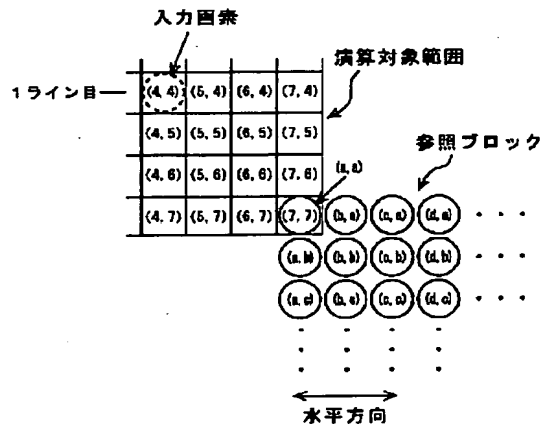 入力画素
演算対象範囲
1ライン目
(4, 4) (5, 4) (6, 4) (7, 4)
(4, 5) (5, 5) (6, 5) (7, 5)
参照ブロック
(4, 6) (5, 6) (6, 6) (7, 6)
(a, a)
(4, 7) (5, 7) (6, 7) (7, 7) (b, a) (c, a) (d, a)
(a, b) (b, b) (c, b) (d, b)
(a, c) (b, c) (c, c) (d, c)
水平方向